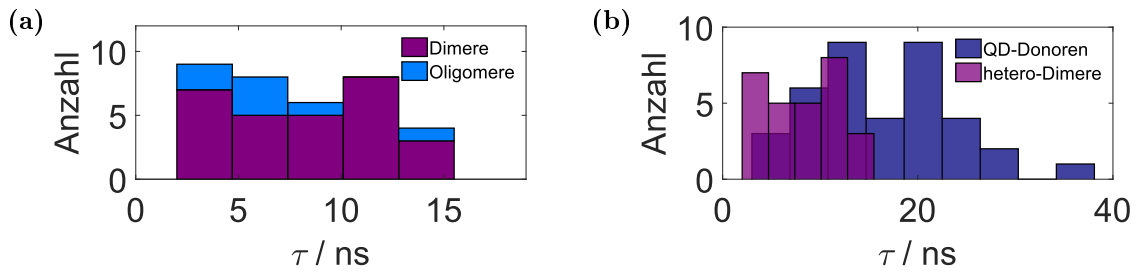 (a)
Anzahl
10
5
0
Dimere
Oligomere
0 5 10 15
τ / ns
(b)
Anzahl
10
5
0
QD-Donoren
hetero-Dimere
0 20 40
τ / ns